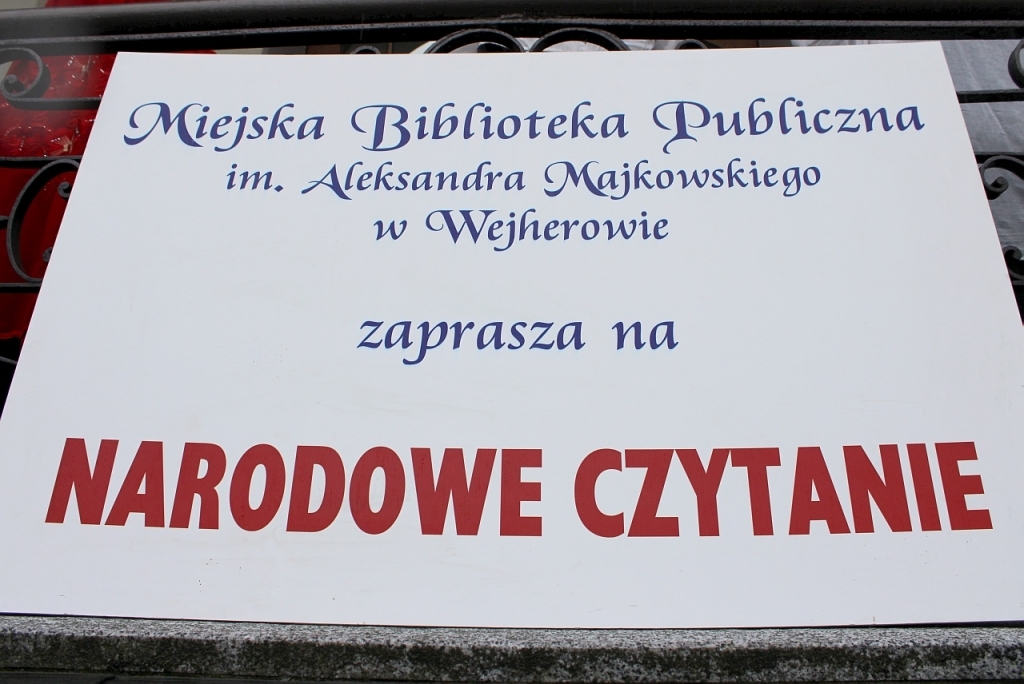 Miejska Biblioteka Publiczna
im. Aleksandra Majkowskiego
w Wejherowie
zaprasza na
NARODOWE CZYTANIE